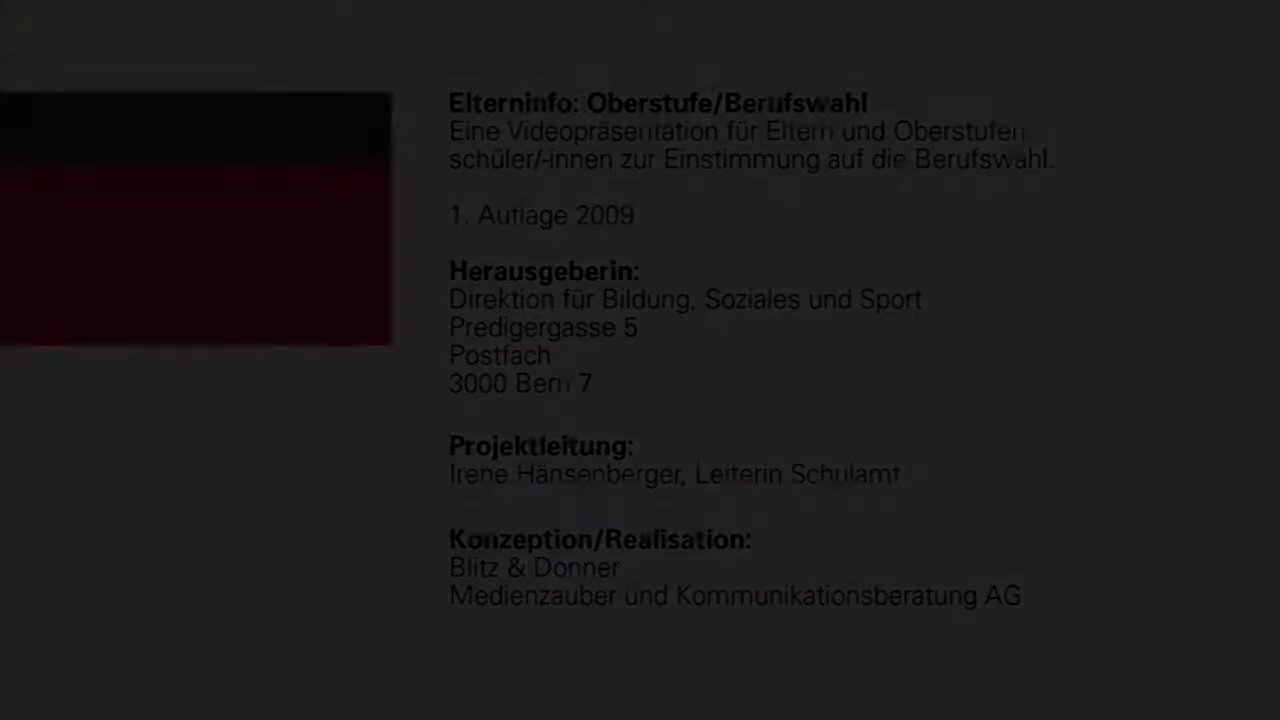 Elterninfo: Oberstufe/Berufswahl
Eine Videopräsentation für Eltern und Oberstufen-
schüler/-innen zur Einstimmung auf die Berufswahl.
1. Auflage 2009
Herausgeberin:
Direktion für Bildung, Soziales und Sport
Predigergasse 5
Postfach
3000 Bern 7
Projektleitung:
Irene Hänsenberger, Leiterin Schulamt
Konzeption/Realisation:
Blitz & Donner
Medienzauber und Kommunikationsberatung AG